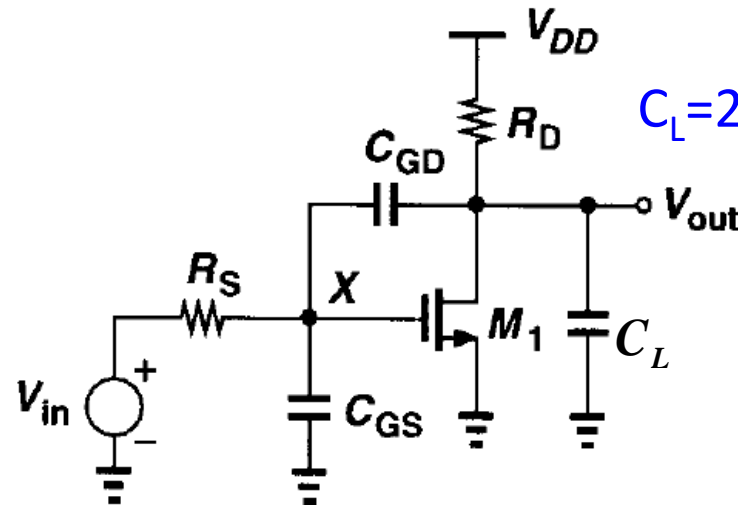 V_DD
C_L=2
R_D
C_GD
V_out
R_S
X
M_1
C_L
V_in
+
–
C_GS